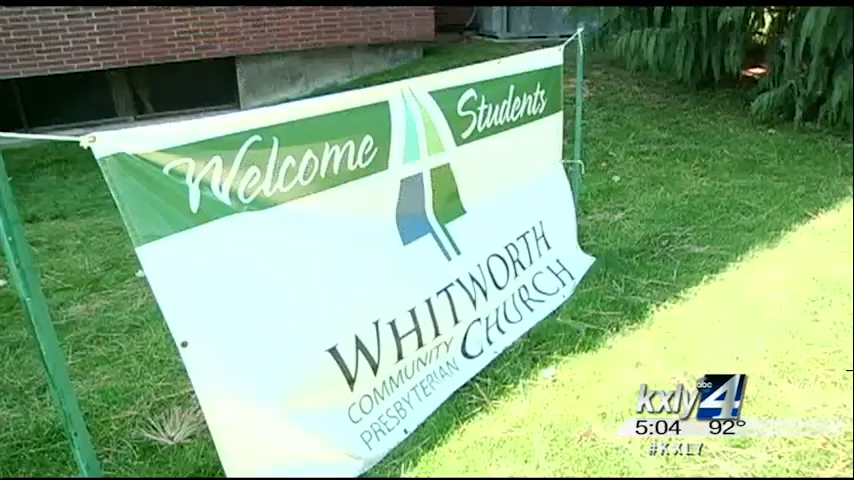 Welcome Students
WHITWORTH
COMMUNITY
PRESBYTERIAN
CHURCH
kxly abc 4
5:04 92°
#KXLY